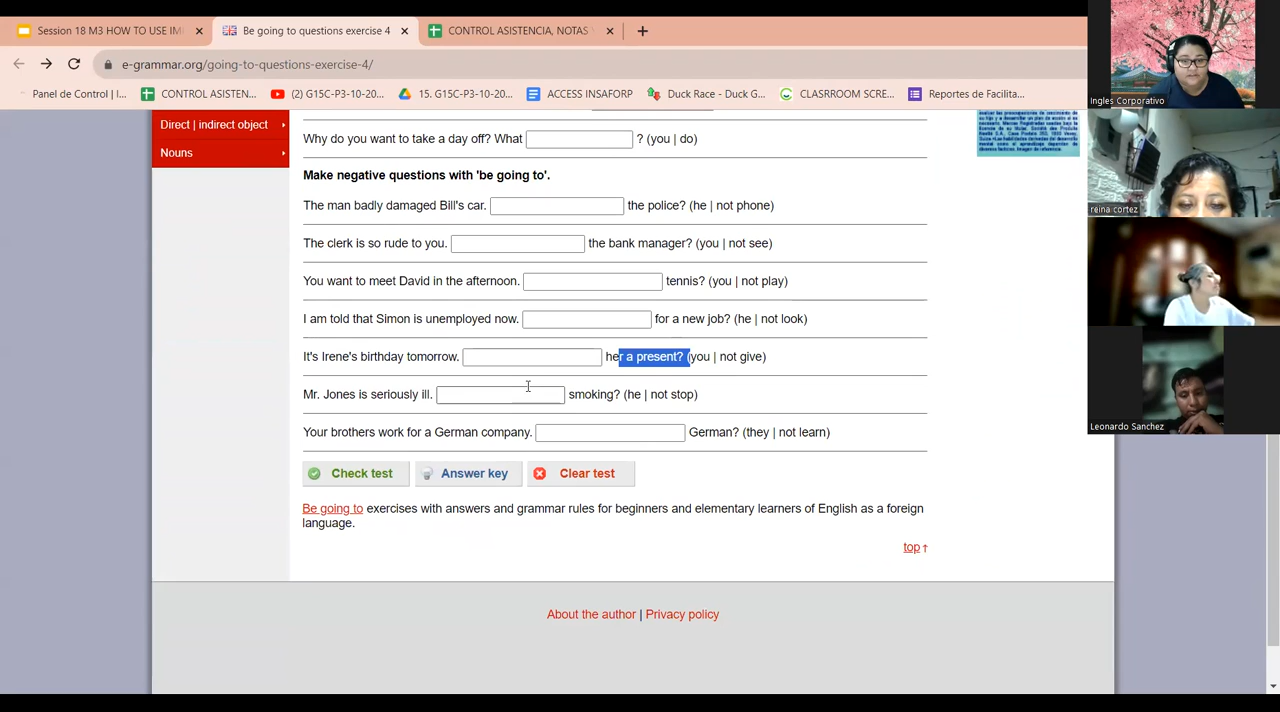 Session 18 M3 HOW TO USE IM
Be going to questions exercise 4
CONTROL ASISTENCIA, NOTAS
e-grammar.org/going-to-questions-exercise-4/
Panel de Control | I...
CONTROL ASISTEN...
(2) G15C-P3-10-20...
15. G15C-P3-10-20...
ACCESS INSAFORP
Duck Race - Duck G...
CLASSROOM SCRE...
Reportes de Facilita...
Ingles Corporativo
reina cortez
Leonardo Sanchez
Direct | indirect object
Nouns
want to take a day off? What ? (you | do)
Make negative questions with 'be going to'.
The man badly damaged Bill's car. the police? (he | not phone)
The clerk is so rude to you. the bank manager? (you | not see)
You want to meet David in the afternoon. tennis? (you | not play)
I am told that Simon is unemployed now. for a new job? (he | not look)
It's Irene's birthday tomorrow. her a present? (you | not give)
Mr. Jones is seriously ill. smoking? (he | not stop)
Your brothers work for a German company. German? (they | not learn)
Check test
Answer key
Clear test
Be going to exercises with answers and grammar rules for beginners and elementary learners of English as a foreign
language.
top ↑
About the author | Privacy policy